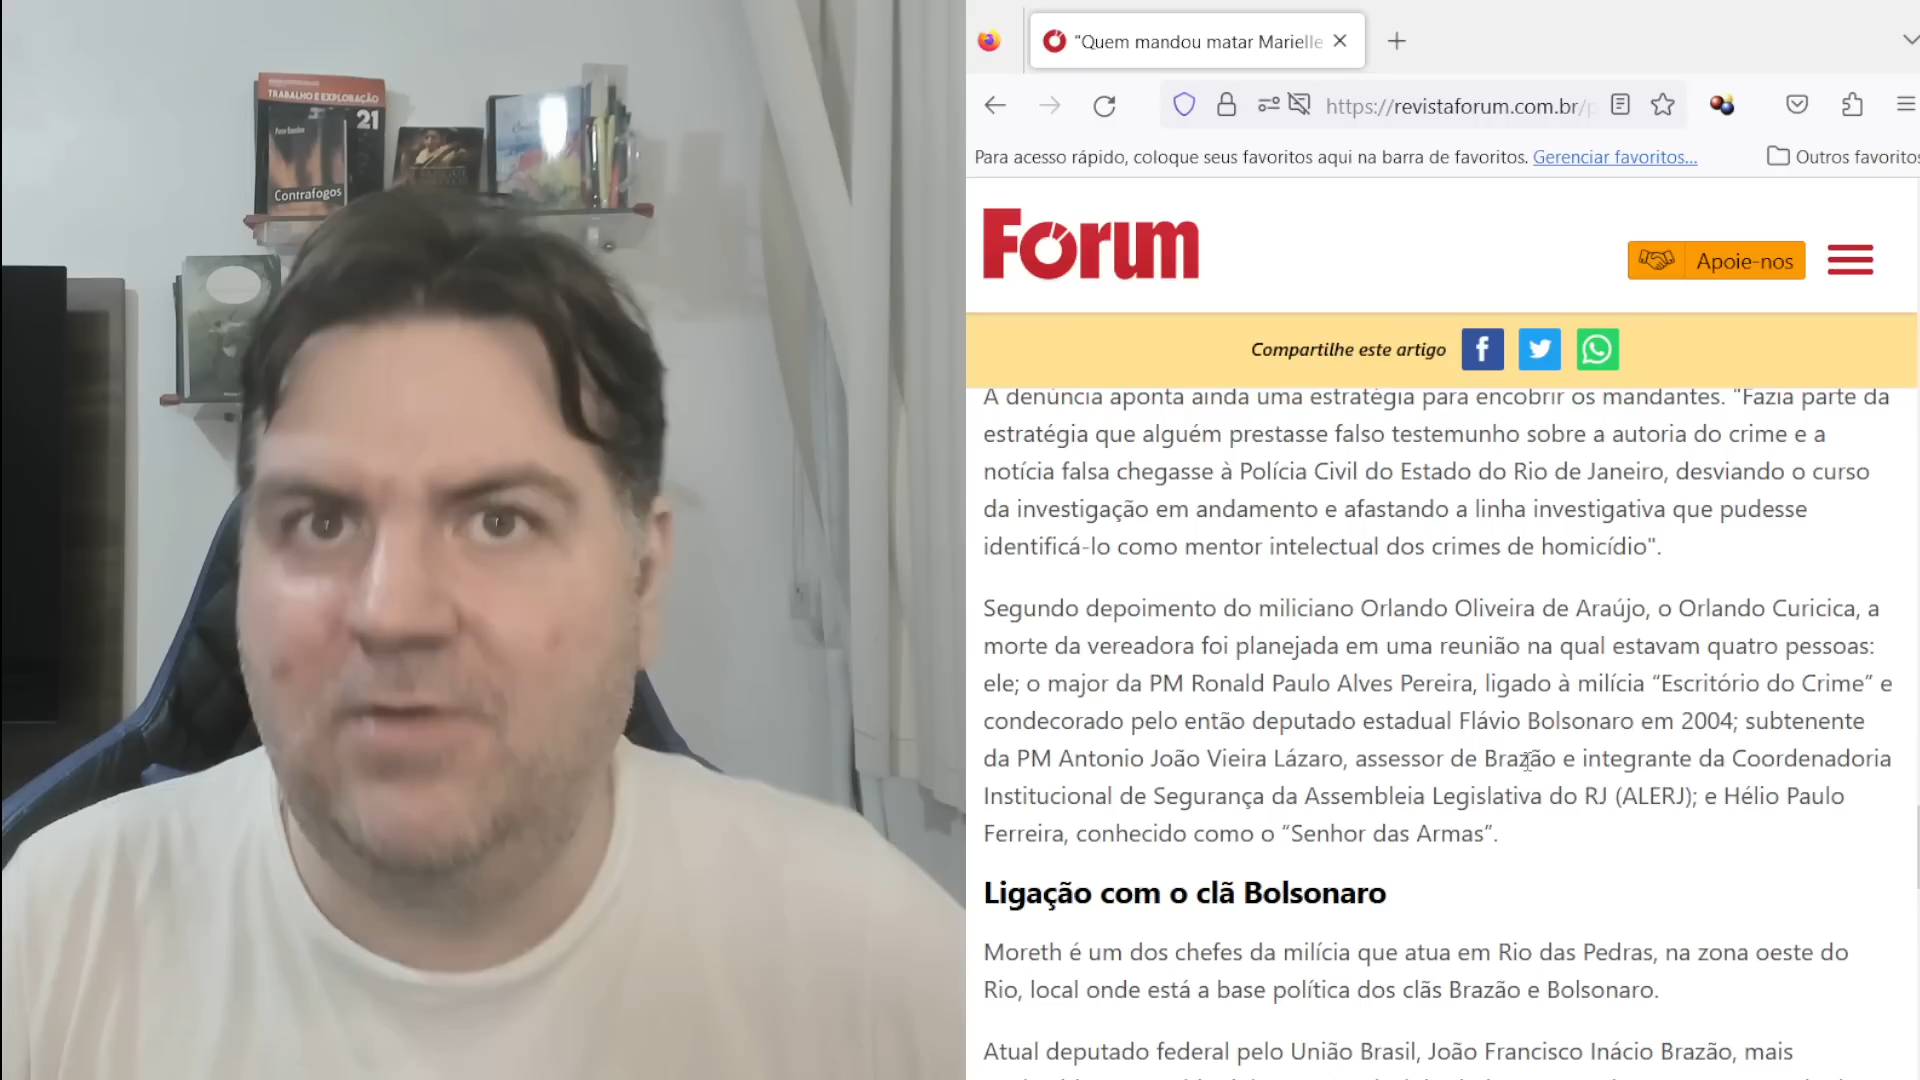 TRABALHO E EXPLORAÇÃO
21
Contrafogos
"Quem mandou matar Marielle
https://revistaforum.com.br/p
Para acesso rápido, coloque seus favoritos aqui na barra de favoritos. Gerenciar favoritos...
Outros favoritos
Fórum
Apoie-nos
Compartilhe este artigo
A denúncia aponta ainda uma estratégia para encobrir os mandantes. "Fazia parte da
estratégia que alguém prestasse falso testemunho sobre a autoria do crime e a
notícia falsa chegasse à Polícia Civil do Estado do Rio de Janeiro, desviando o curso
da investigação em andamento e afastando a linha investigativa que pudesse
identificá-lo como mentor intelectual dos crimes de homicídio".
Segundo depoimento do miliciano Orlando Oliveira de Araújo, o Orlando Curicica, a
morte da vereadora foi planejada em uma reunião na qual estavam quatro pessoas:
ele; o major da PM Ronald Paulo Alves Pereira, ligado à milícia “Escritório do Crime” e
condecorado pelo então deputado estadual Flávio Bolsonaro em 2004; subtenente
da PM Antonio João Vieira Lázaro, assessor de Brazão e integrante da Coordenadoria
Institucional de Segurança da Assembleia Legislativa do RJ (ALERJ); e Hélio Paulo
Ferreira, conhecido como o “Senhor das Armas”.
Ligação com o clã Bolsonaro
Moreth é um dos chefes da milícia que atua em Rio das Pedras, na zona oeste do
Rio, local onde está a base política dos clãs Brazão e Bolsonaro.
Atual deputado federal pelo União Brasil, João Francisco Inácio Brazão, mais